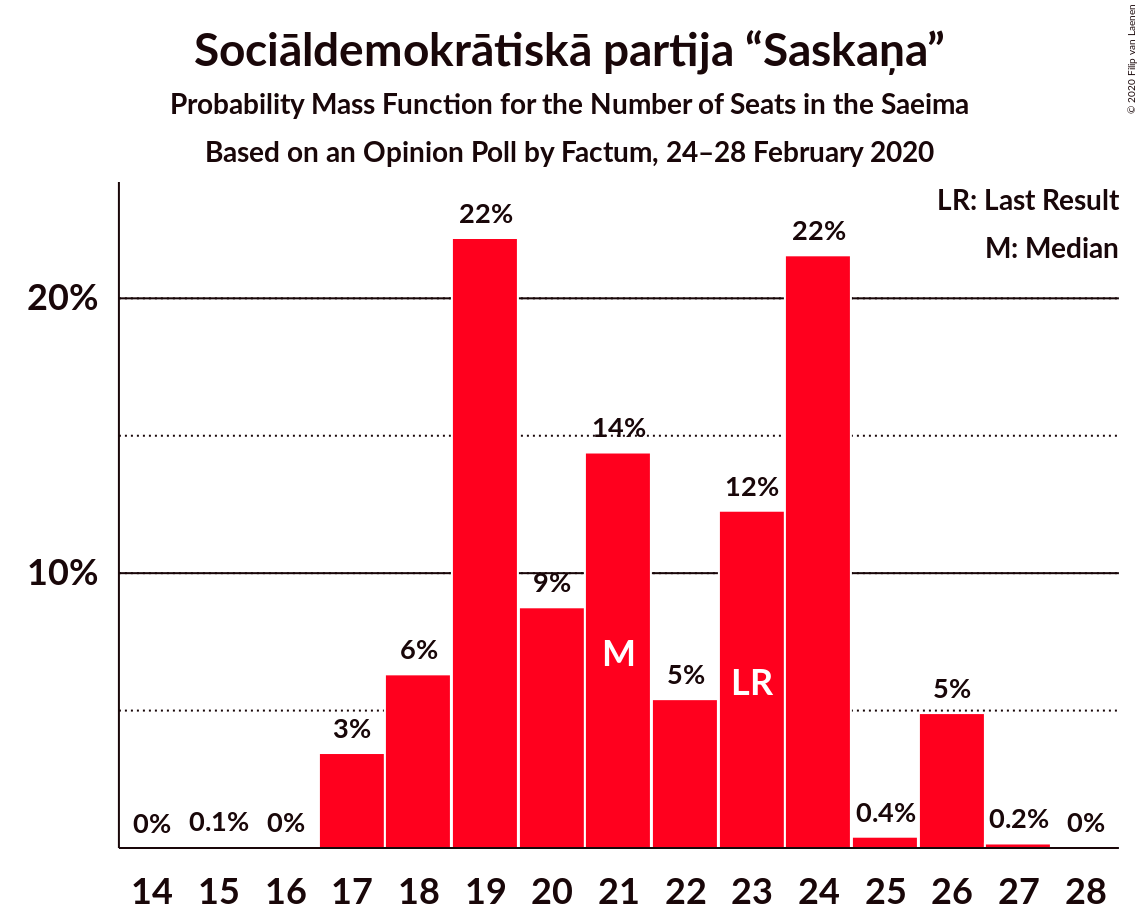 Sociāldemokrātiskā partija “Saskaņa”
Probability Mass Function for the Number of Seats in the Saeima
Based on an Opinion Poll by Factum, 24–28 February 2020
© 2020 Filip van Laenen
LR: Last Result
M: Median
20%
10%
0%
0.1%
0%
3%
6%
22%
9%
14%
5%
12%
22%
0.4%
5%
0.2%
0%
M
LR
14 15 16 17 18 19 20 21 22 23 24 25 26 27 28